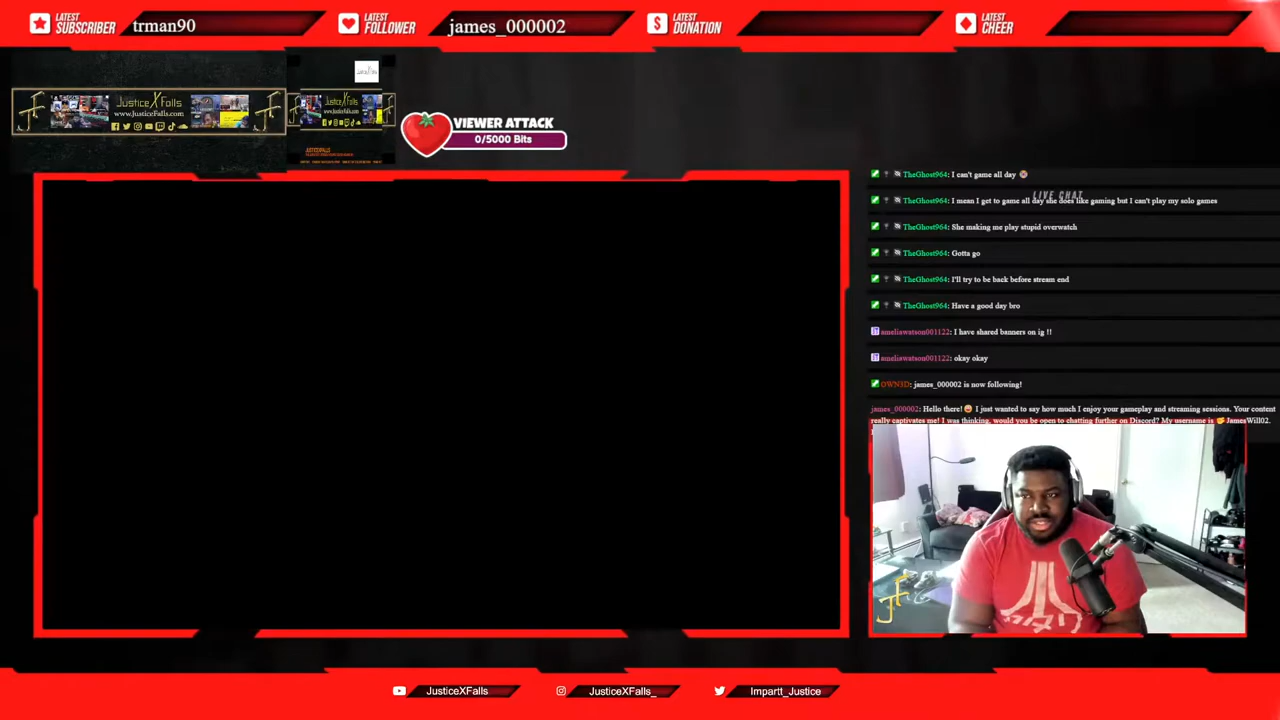 LATEST SUBSCRIBER
trman90
LATEST FOLLOWER
james_000002
LATEST DONATION
LATEST CHEER
JusticeXFalls
www.JusticeFalls.com
JusticeXFalls
VIEWER ATTACK
0/5000 Bits
LIVE CHAT
TheGhost964: I can't game all day
TheGhost964: I mean I get to game all day she does like gaming but I can't play my solo games
TheGhost964: She making me play stupid overwatch
TheGhost964: Gotta go
TheGhost964: I'll try to be back before stream end
TheGhost964: Have a good day bro
ameliawatson001122: I have shared banners on ig !!
ameliawatson001122: okay okay
OWN3D: james_000002 is now following!
james_000002: Hello there! I just wanted to say how much I enjoy your gameplay and streaming sessions. Your content
really captivates me! I was thinking, would you be open to chatting further on Discord? My username is JamesWill02.
JF
JusticeXFalls
JusticeXFalls_
Impartt_Justice